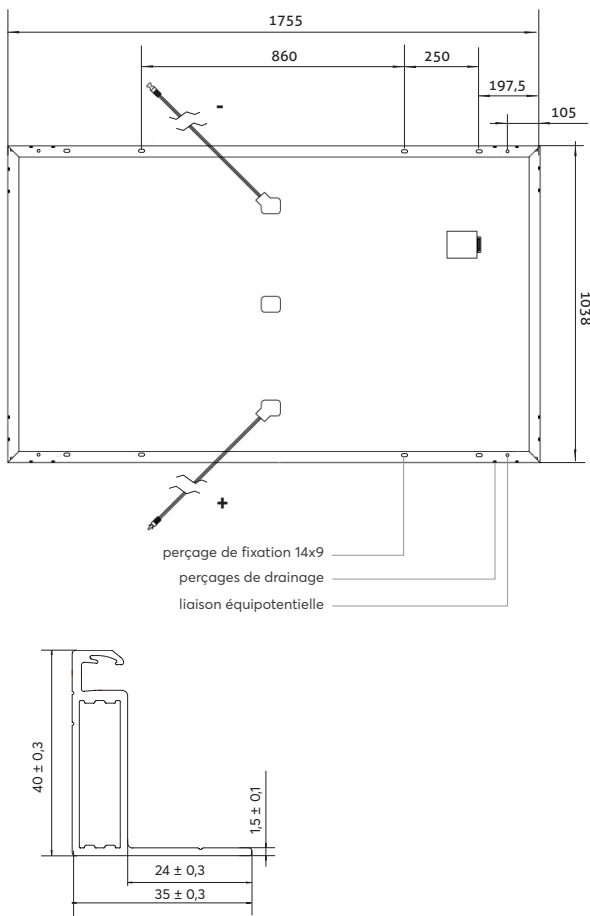 1755
860
250
197,5
105
-
1038
+
perçage de fixation 14x9
perçages de drainage
liaison équipotentielle
40 ± 0,3
1,5 ± 0,1
24 ± 0,3
35 ± 0,3